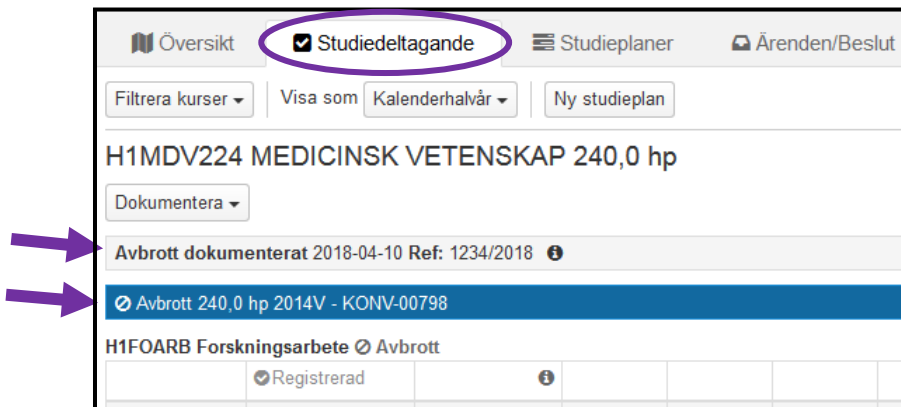 Översikt Studiedeltagande Studieplaner Ärenden/Beslut
Filtrera kurser Visa som Kalenderhalvår Ny studieplan
H1MDV224 MEDICINSK VETENSKAP 240,0 hp
Dokumentera
Avbrott dokumenterat 2018-04-10 Ref: 1234/2018
Avbrott 240,0 hp 2014V - KONV-00798
H1FOARB Forskningsarbete Avbrott
Registrerad